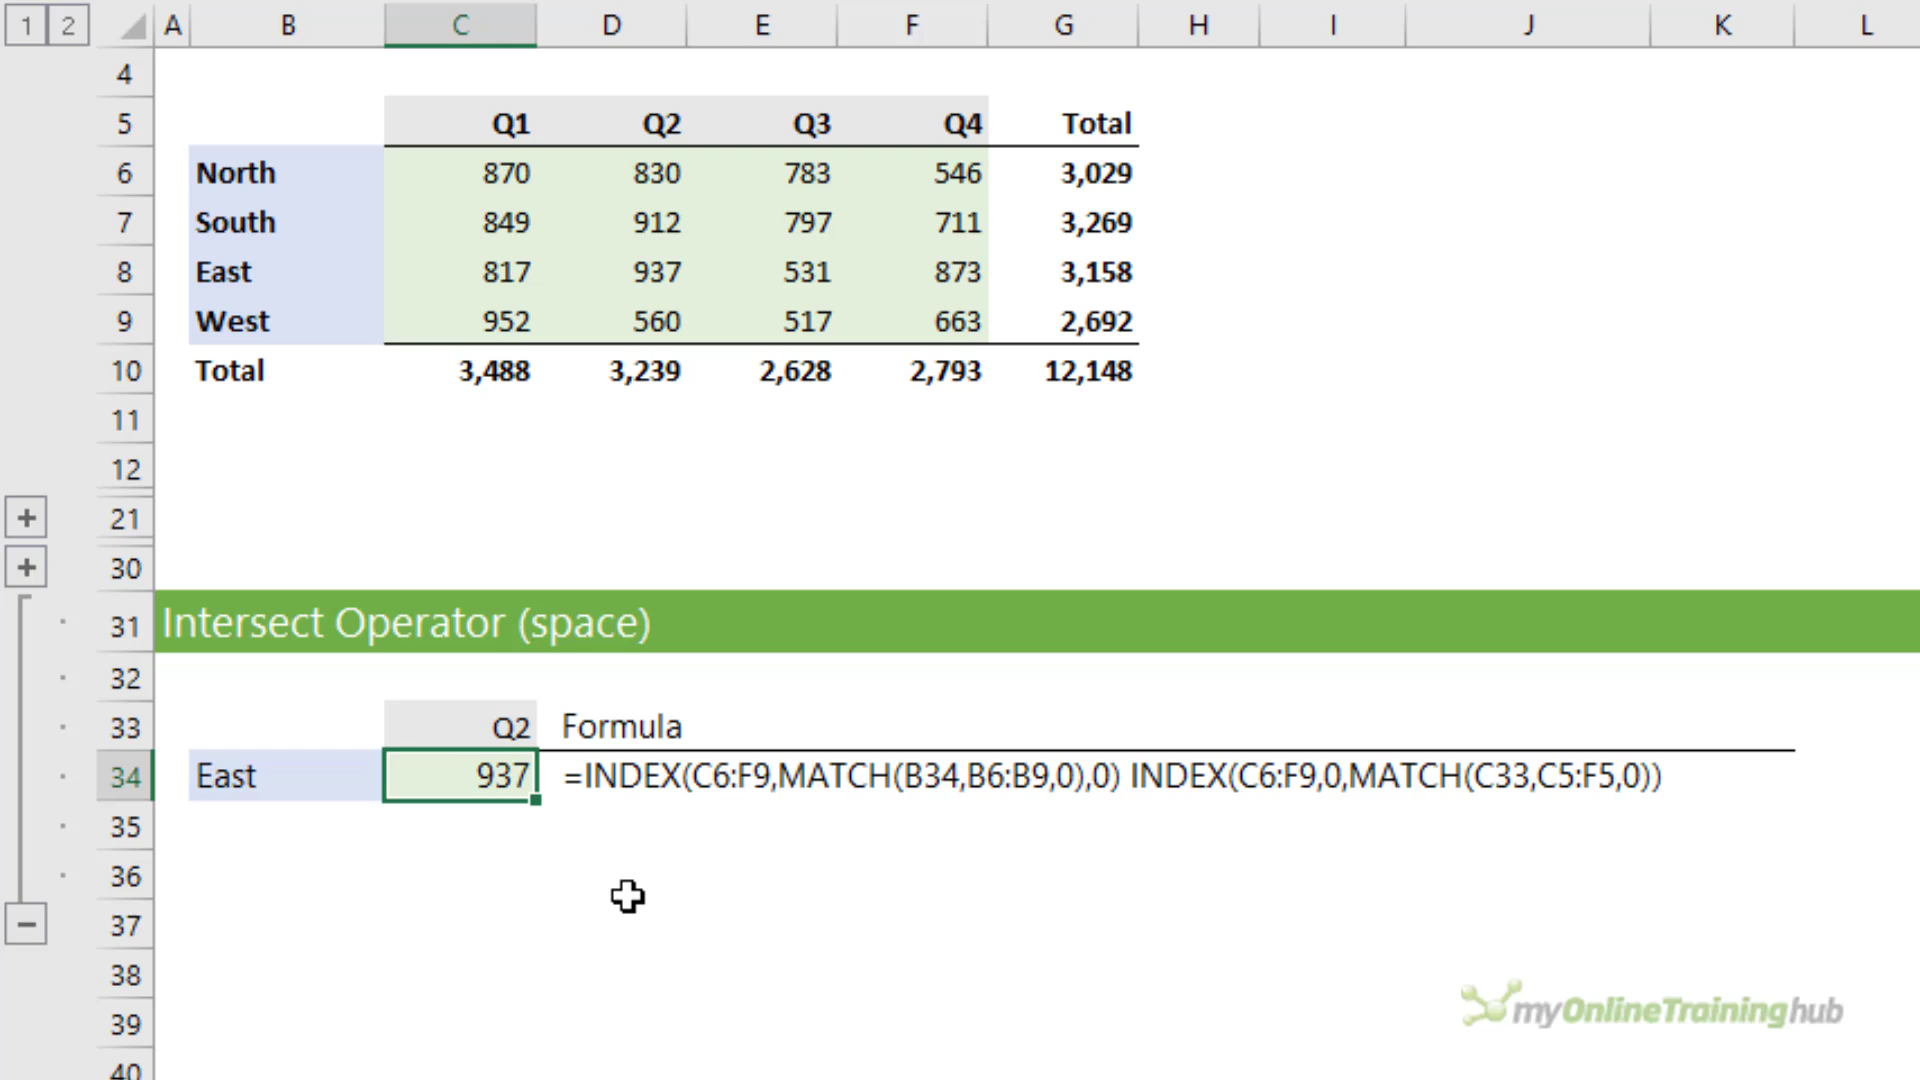 1 2 A B C D E F G H I J K L
4
5 Q1 Q2 Q3 Q4 Total
6 North 870 830 783 546 3,029
7 South 849 912 797 711 3,269
8 East 817 937 531 873 3,158
9 West 952 560 517 663 2,692
10 Total 3,488 3,239 2,628 2,793 12,148
11
12
21
30
31 Intersect Operator (space)
32
33 Q2 Formula
34 East 937 =INDEX(C6:F9,MATCH(B34,B6:B9,0),0) INDEX(C6:F9,0,MATCH(C33,C5:F5,0))
35
36
37
38
39
40
myOnlineTraininghub